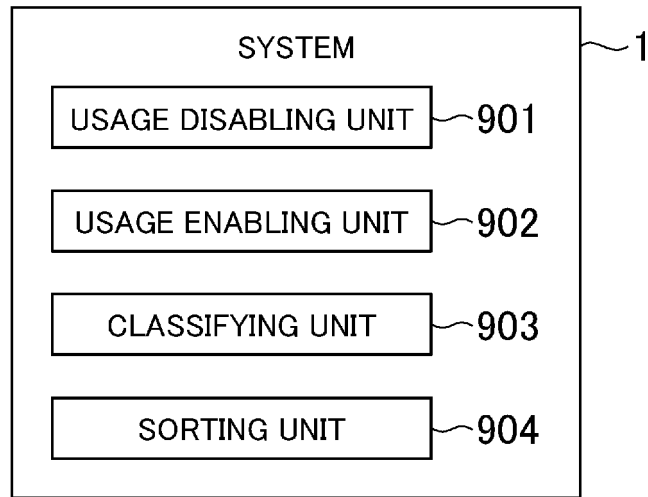 SYSTEM
1
USAGE DISABLING UNIT
901
USAGE ENABLING UNIT
902
CLASSIFYING UNIT
903
SORTING UNIT
904